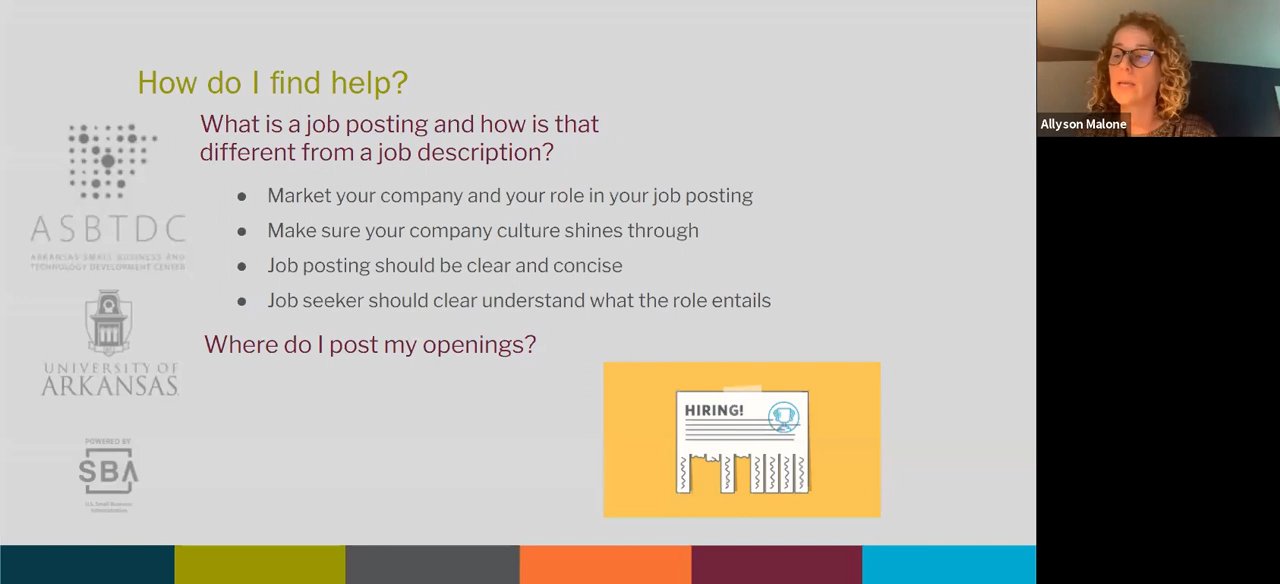 How do I find help?
What is a job posting and how is that
different from a job description?
● Market your company and your role in your job posting
● Make sure your company culture shines through
● Job posting should be clear and concise
● Job seeker should clear understand what the role entails
Where do I post my openings?
HIRING!
ASBTDC
ARKANSAS SMALL BUSINESS AND
TECHNOLOGY DEVELOPMENT CENTER
UNIVERSITY OF
ARKANSAS
POWERED BY
SBA
U.S. Small Business
Administration
Allyson Malone